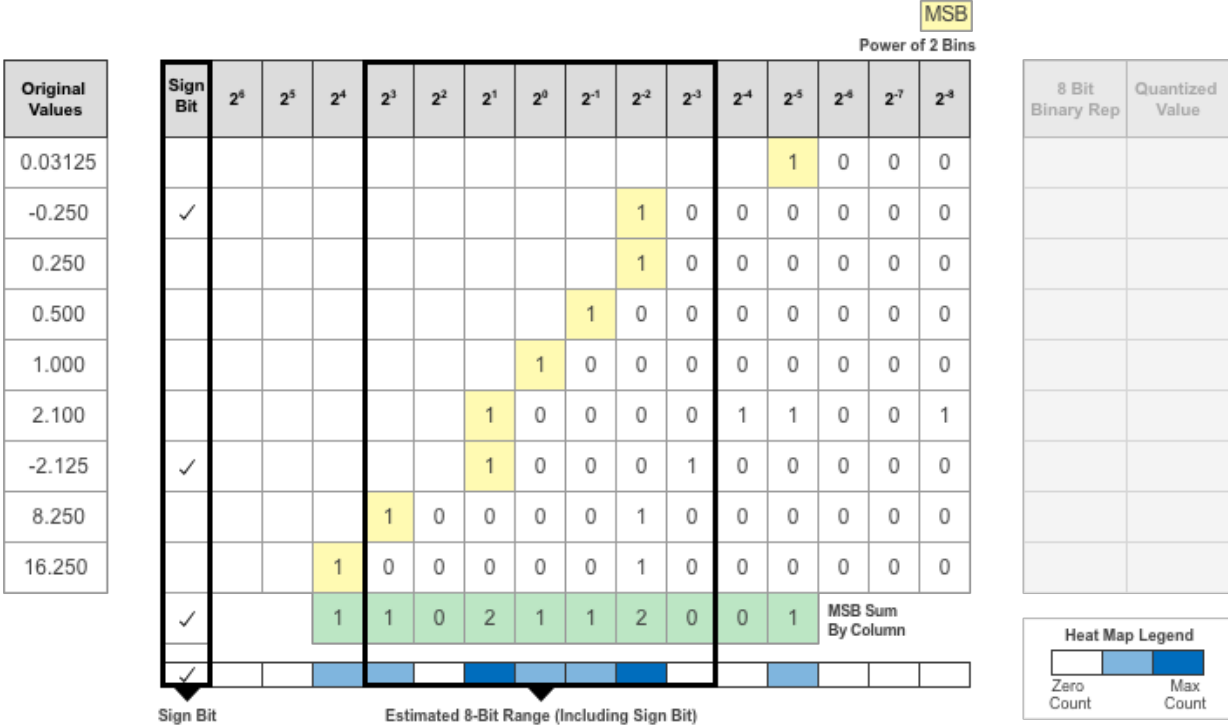 MSB
Power of 2 Bins
Original Values Sign Bit 2⁶ 2⁵ 2⁴ 2³ 2² 2¹ 2⁰ 2⁻¹ 2⁻² 2⁻³ 2⁻⁴ 2⁻⁵ 2⁻⁶ 2⁻⁷ 2⁻⁸ 8 Bit Binary Rep Quantized Value
0.03125 1 0 0 0
-0.250 ✓ 1 0 0 0 0 0 0
0.250 1 0 0 0 0 0 0
0.500 1 0 0 0 0 0 0 0
1.000 1 0 0 0 0 0 0 0 0
2.100 1 0 0 0 0 1 1 0 0 1
-2.125 ✓ 1 0 0 0 1 0 0 0 0 0
8.250 1 0 0 0 0 1 0 0 0 0 0 0
16.250 1 0 0 0 0 0 1 0 0 0 0 0 0
✓ 1 1 0 2 1 1 2 0 0 1 MSB Sum
By Column
✓
Sign Bit Estimated 8-Bit Range (Including Sign Bit)
Heat Map Legend
Zero Count Max Count